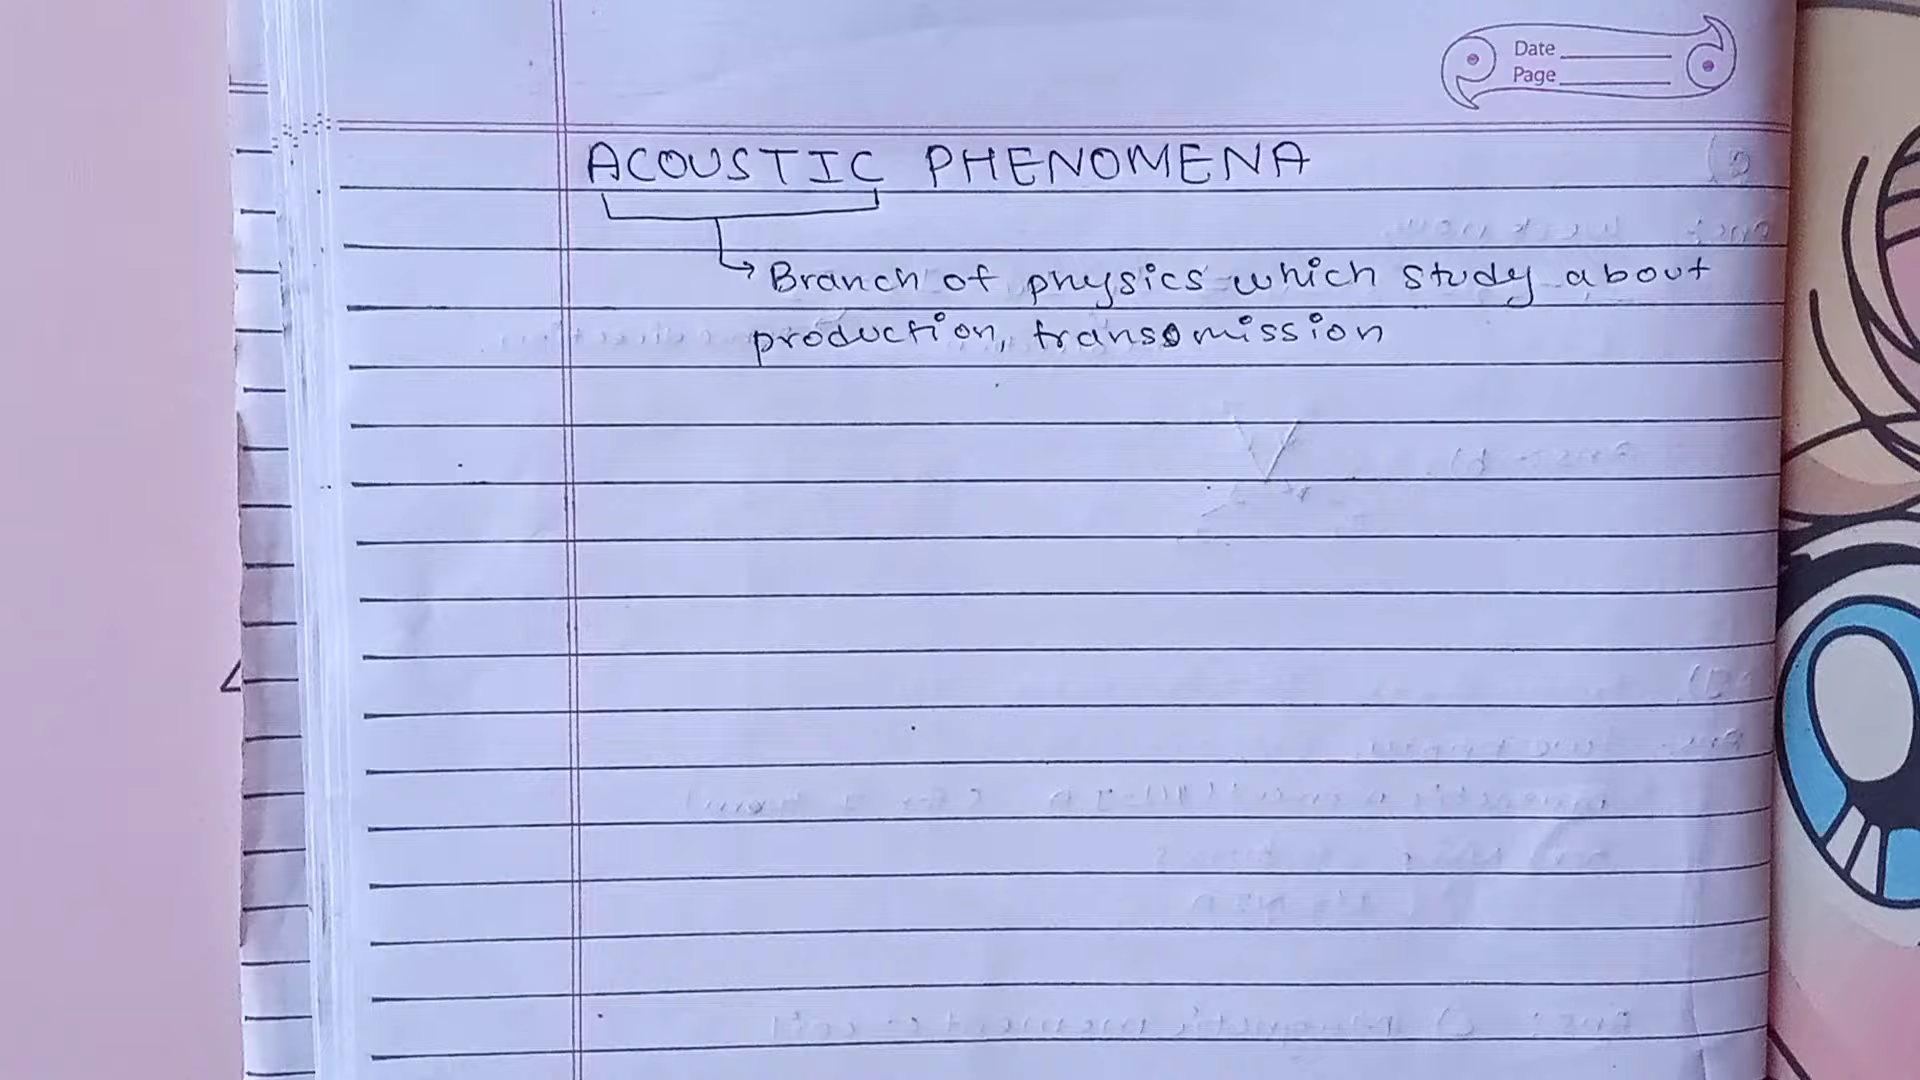 Date
Page
ACOUSTIC PHENOMENA
Branch of physics which study about
production, transmission